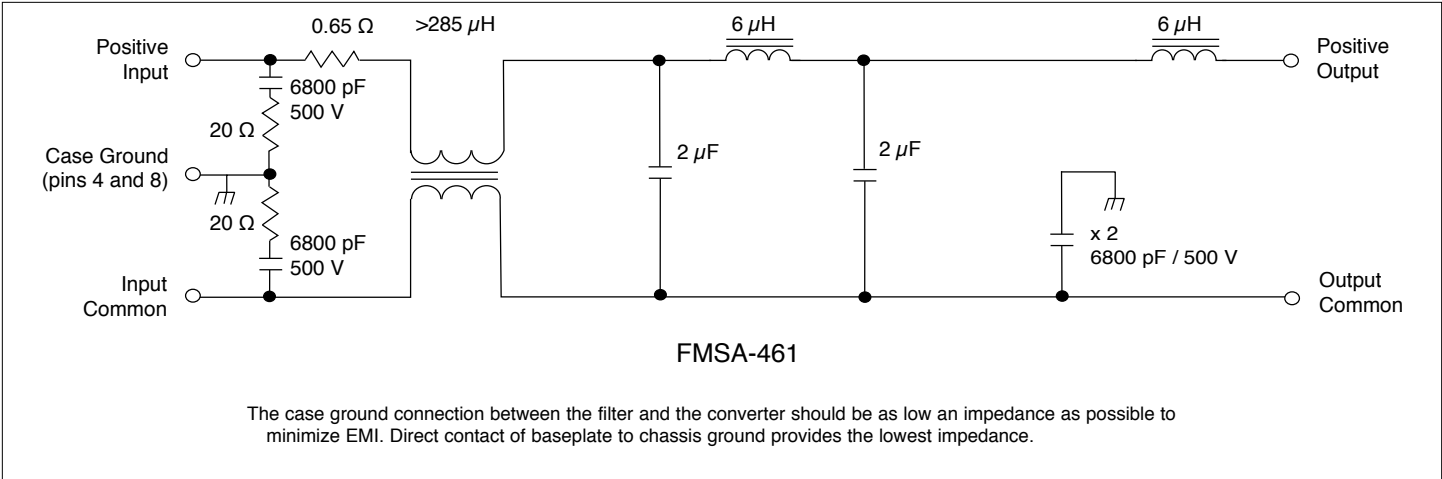 0.65 Ω
>285 µH
6 µH
6 µH
Positive
Input
Positive
Output
6800 pF
500 V
20 Ω
Case Ground
(pins 4 and 8)
2 µF
2 µF
20 Ω
6800 pF
500 V
x 2
6800 pF / 500 V
Input
Common
Output
Common
FMSA-461
The case ground connection between the filter and the converter should be as low an impedance as possible to
minimize EMI. Direct contact of baseplate to chassis ground provides the lowest impedance.